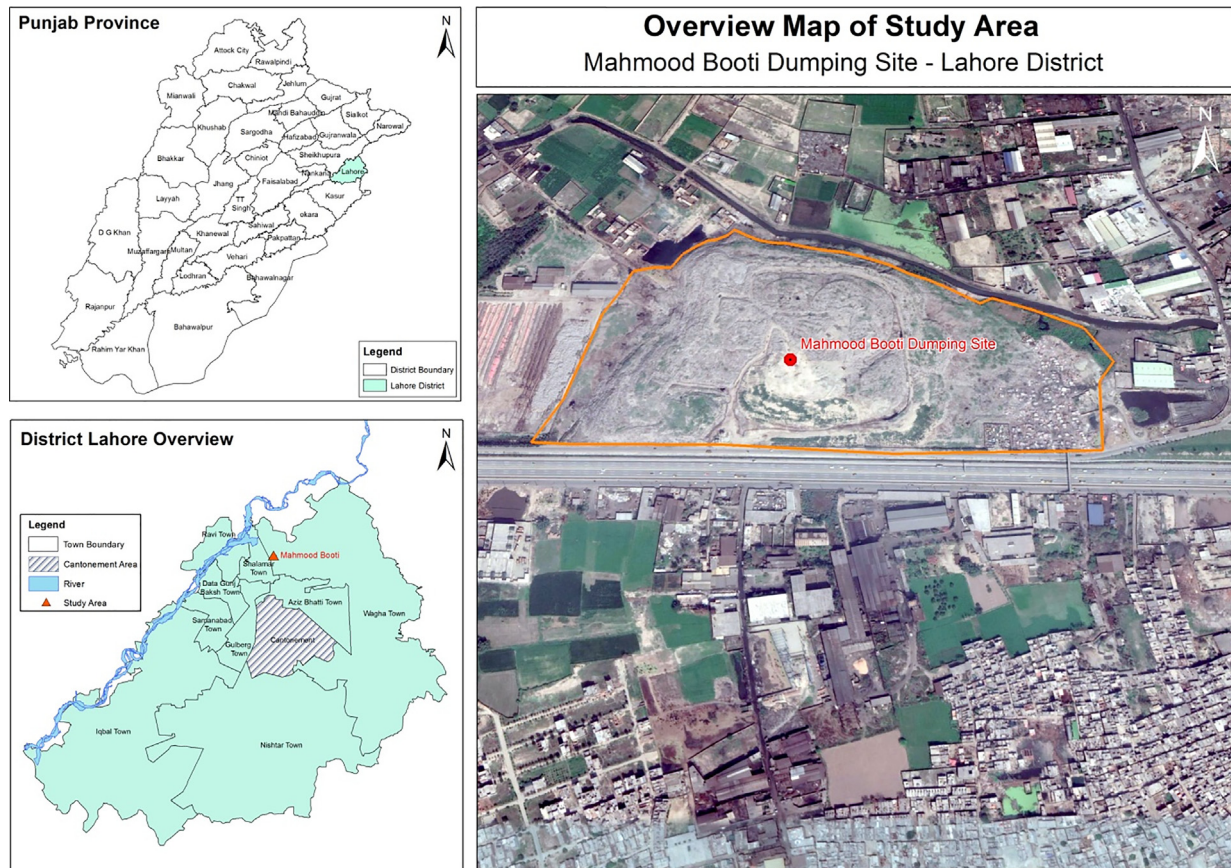 Punjab Province
N
Attock City
Rawalpindi
Chakwal
Jehlum
Mianwali
Gujrat
Khushab
Mandi Bahauddin
Sialkot
Narowal
Sargodha
Hafizabad
Gujranwala
Bhakkar
Chiniot
Sheikhupura
Nankana
Lahore
Jhang
Faisalabad
Kasur
Layyah
TT
Singh
okara
D G Khan
Khanewal
Sahiwal
Pakpattan
Muzaffargarh
Multan
Vehari
Lodhran
Bahawalnagar
Rajanpur
Bahawalpur
Rahim Yar Khan
Legend
District Boundary
Lahore District
District Lahore Overview
N
Legend
Town Boundary
Cantonement Area
River
Study Area
Ravi Town
Mahmood Booti
Shalamar
Town
Data Gunj
Baksh Town
Aziz Bhatti Town
Wagha Town
Samanabad
Town
Cantonement
Gulberg
Town
Iqbal Town
Nishtar Town
Overview Map of Study Area
Mahmood Booti Dumping Site - Lahore District
N
Mahmood Booti Dumping Site